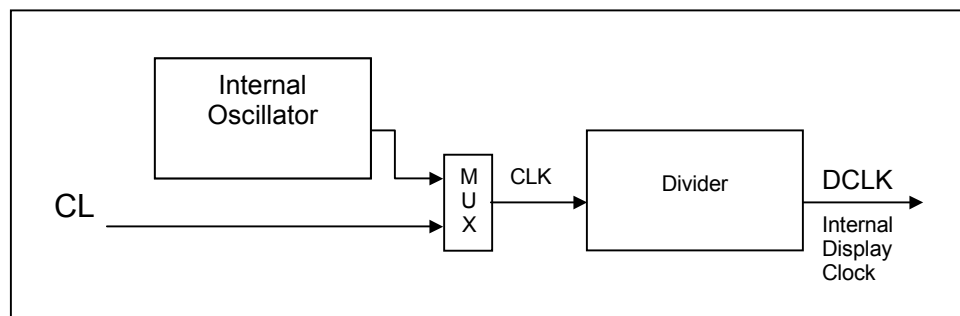 Internal
Oscillator
CL
M
U
X
CLK
Divider
DCLK
Internal
Display
Clock